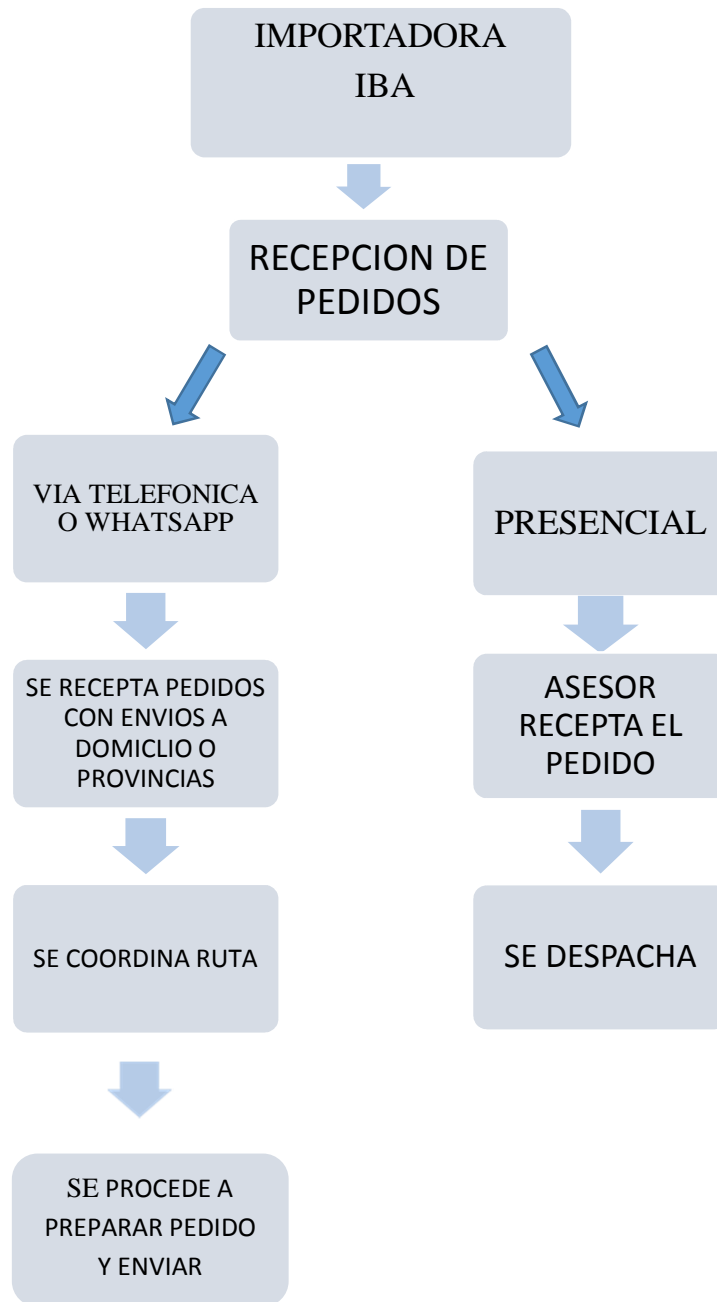 IMPORTADORA
IBA
RECEPCION DE
PEDIDOS
VIA TELEFONICA
O WHATSAPP
SE RECEPTA PEDIDOS
CON ENVIOS A
DOMICLIO O
PROVINCIAS
SE COORDINA RUTA
SE PROCEDE A
PREPARAR PEDIDO
Y ENVIAR
PRESENCIAL
ASESOR
RECEPTA EL
PEDIDO
SE DESPACHA